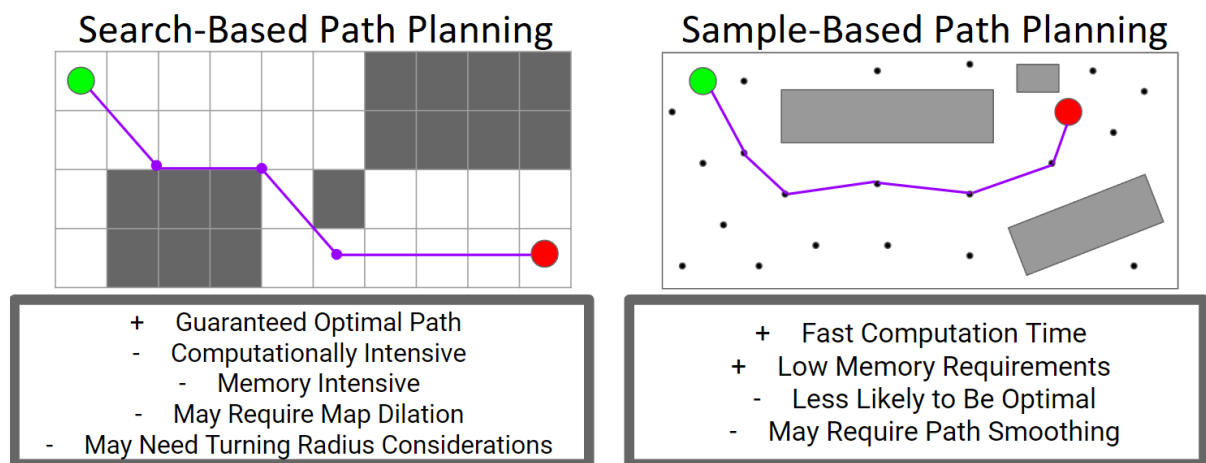 Search-Based Path Planning
+ Guaranteed Optimal Path
- Computationally Intensive
- Memory Intensive
- May Require Map Dilation
- May Need Turning Radius Considerations
Sample-Based Path Planning
+ Fast Computation Time
+ Low Memory Requirements
- Less Likely to Be Optimal
- May Require Path Smoothing